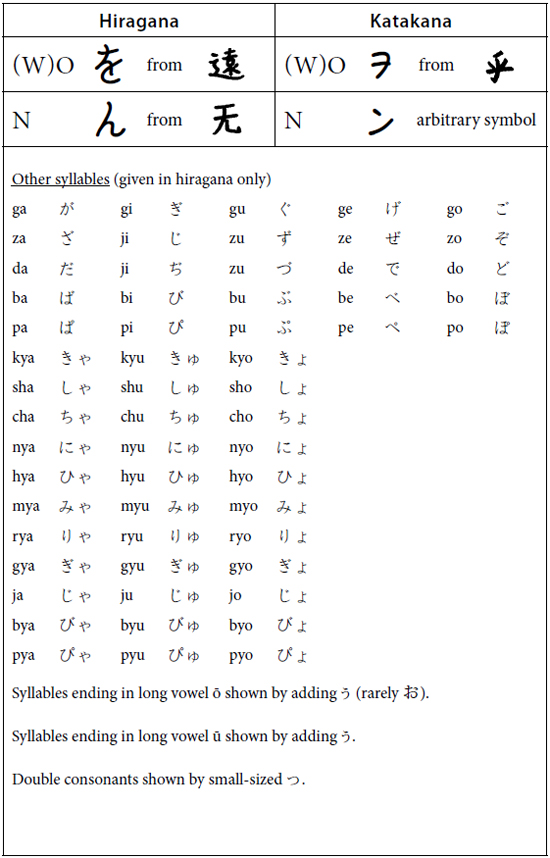 Hiragana Katakana
(W)O を from 遠 (W)O ヲ from 乎
N ん from 无 N ン arbitrary symbol
Other syllables (given in hiragana only)
ga が gi ぎ gu ぐ ge げ go ご
za ざ ji じ zu ず ze ぜ zo ぞ
da だ ji ぢ zu づ de で do ど
ba ば bi び bu ぶ be べ bo ぼ
pa ぱ pi ぴ pu ぷ pe ぺ po ぽ
kya きゃ kyu きゅ kyo きょ
sha しゃ shu しゅ sho しょ
cha ちゃ chu ちゅ cho ちょ
nya にゃ nyu にゅ nyo にょ
hya ひゃ hyu ひゅ hyo ひょ
mya みゃ myu みゅ myo みょ
rya りゃ ryu りゅ ryo りょ
gya ぎゃ gyu ぎゅ gyo ぎょ
ja じゃ ju じゅ jo じょ
bya びゃ byu びゅ byo びょ
pya ぴゃ pyu ぴゅ pyo ぴょ
Syllables ending in long vowel ō shown by adding う (rarely お).
Syllables ending in long vowel ū shown by adding う.
Double consonants shown by small-sized つ.